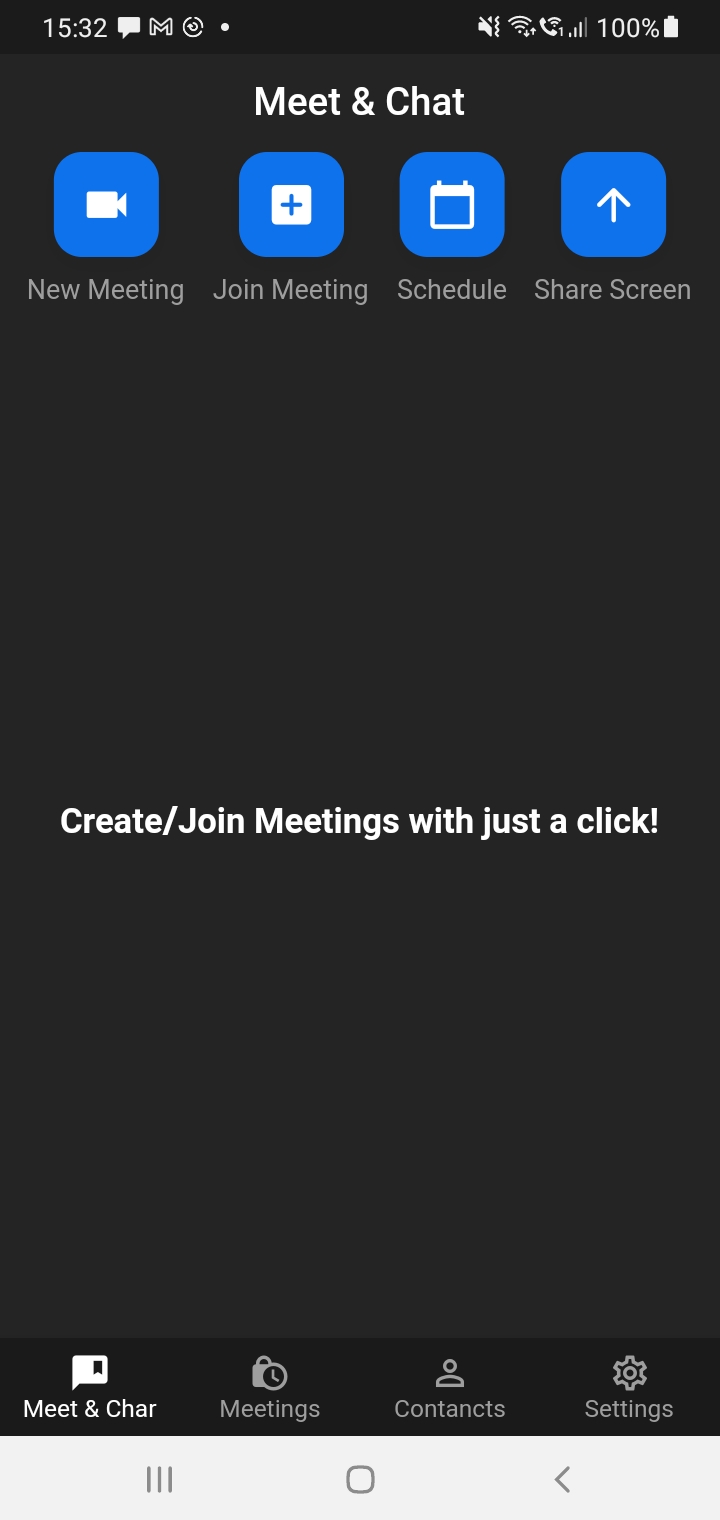 15:32 100%
Meet & Chat
New Meeting Join Meeting Schedule Share Screen
Create/Join Meetings with just a click!
Meet & Char Meetings Contancts Settings